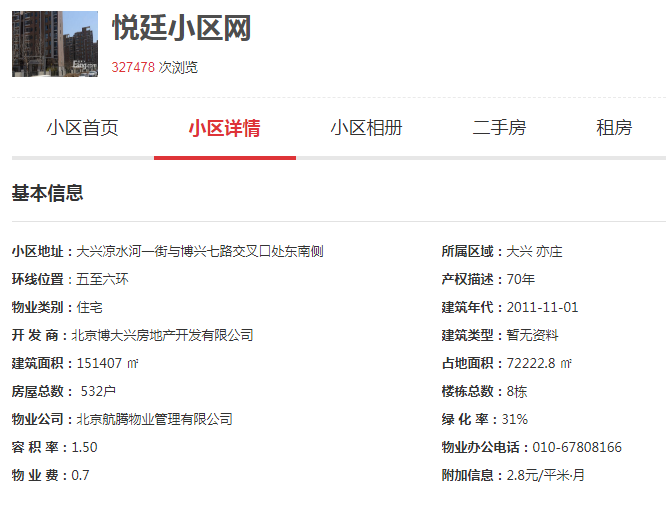 悦廷小区网
327478 次浏览
小区首页 小区详情 小区相册 二手房 租房
基本信息
小区地址：大兴凉水河一街与博兴七路交叉口处东南侧 所属区域：大兴 亦庄
环线位置：五至六环 产权描述：70年
物业类别：住宅 建筑年代：2011-11-01
开 发 商：北京博大兴房地产开发有限公司 建筑类型：暂无资料
建筑面积：151407 ㎡ 占地面积：72222.8 ㎡
房屋总数： 532户 楼栋总数：8栋
物业公司：北京航腾物业管理有限公司 绿 化 率：31%
容 积 率：1.50 物业办公电话：010-67808166
物 业 费：0.7 附加信息：2.8元/平米·月